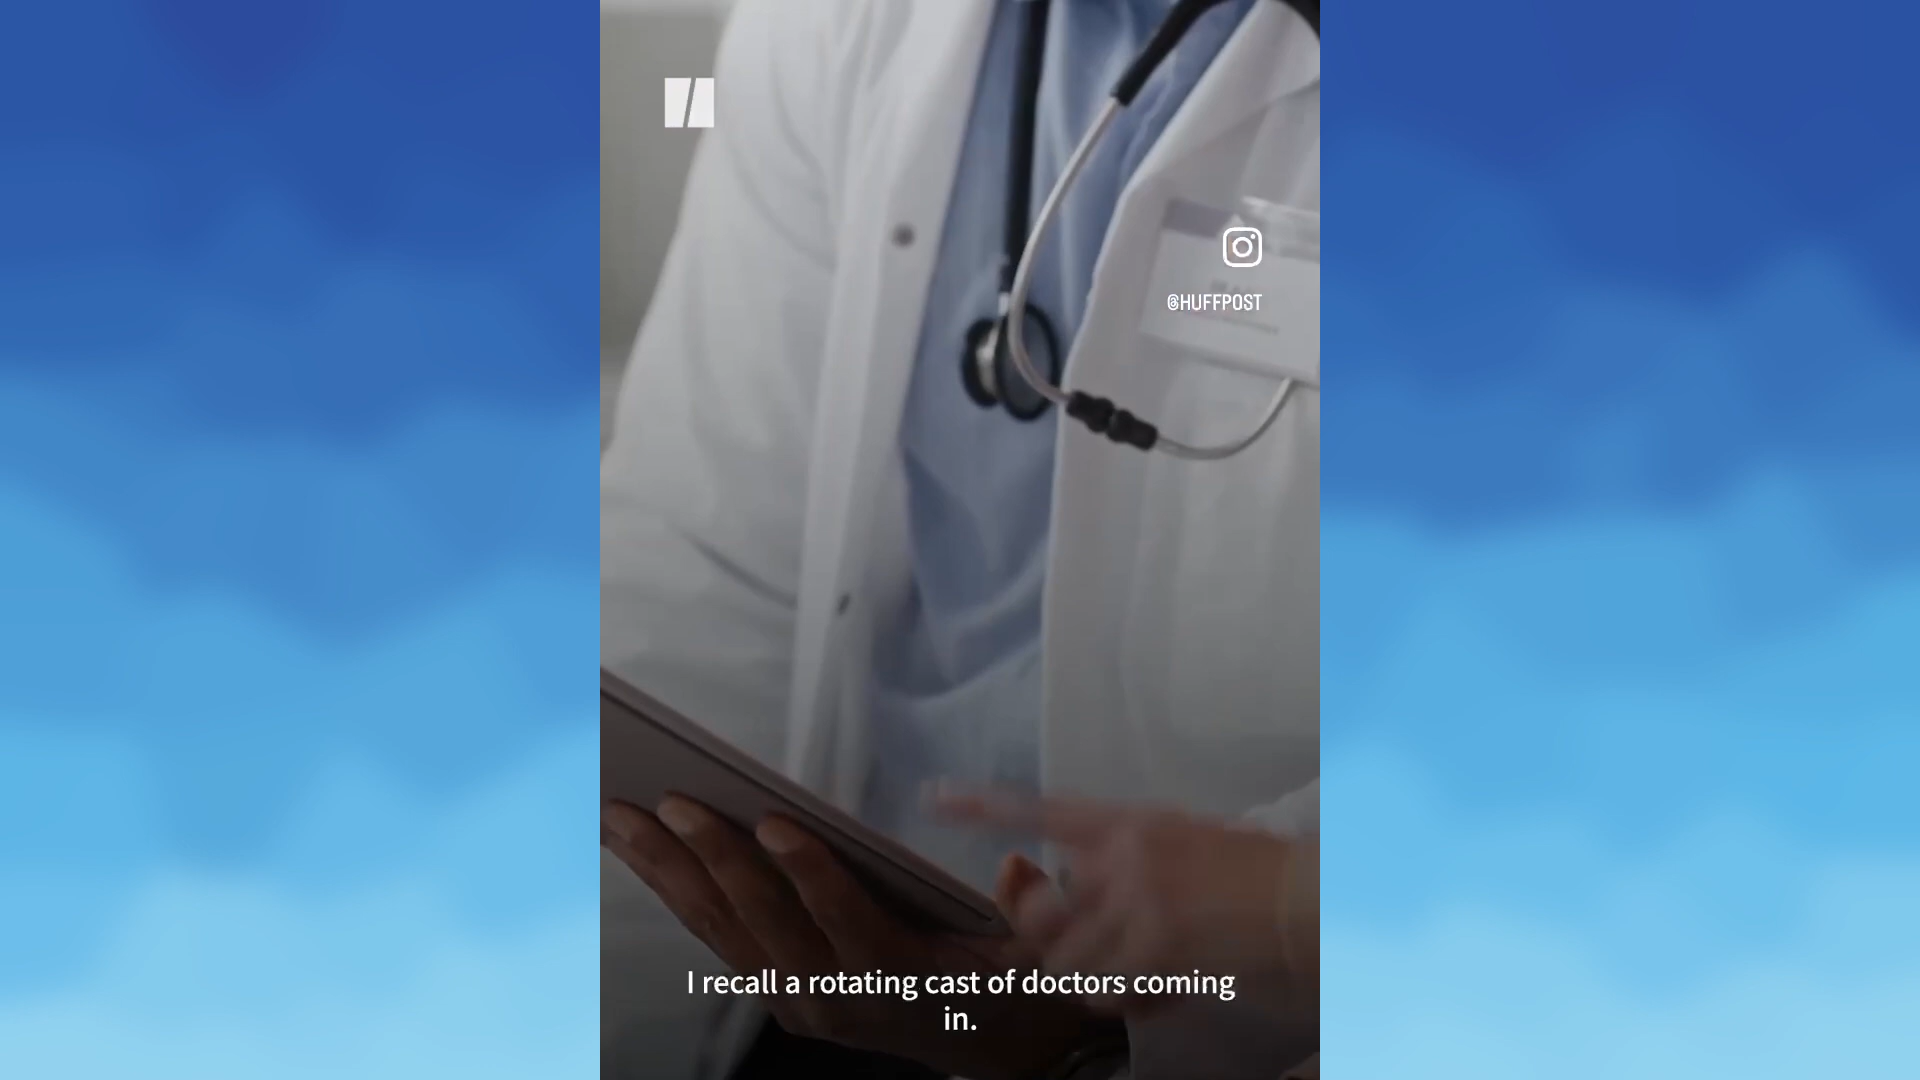 @HUFFPOST
I recall a rotating cast of doctors coming
in.